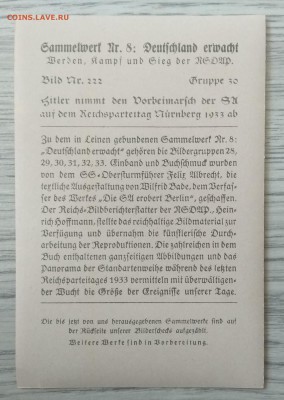 COINS.LAVE.RU
Sammelwerk Nr. 8: Deutschland erwacht
Werden, Kampf und Sieg der NSDAP.
Bild Nr. 222 Gruppe 30
Hitler nimmt den Vorbeimarsch der SA
auf dem Reichsparteitag Nürnberg 1933 ab
Zu dem in Leinen gebundenen Sammelwerk Nr. 8:
„Deutschland erwacht“ gehören die Bildergruppen 28,
29, 30, 31, 32, 33. Einband und Buchschmuck wurden
von dem SS-Obersturmführer Felix Albrecht, die
textliche Ausgestaltung von Wilfrid Bade, dem Verfas-
ser des Werkes „Die SA erobert Berlin“, geschaffen.
Der Reichs-Bildberichterstatter der NSDAP., Hein-
rich Hoffmann, stellte das reichhaltige Bildmaterial zur
Verfügung und übernahm die künstlerische Durch-
arbeitung der Reproduktionen. Die zahlreichen in dem
Buch enthaltenen ganzseitigen Abbildungen und das
Panorama der Standartenweihe während des letzten
Reichsparteitages 1933 vermitteln mit überwältigen-
der Wucht die Größe der Ereignisse unserer Tage.
Die bis jetzt von uns herausgegebenen Sammelwerke sind auf
der Rückseite unserer Bilderschecks aufgezählt.
Weitere Werke sind in Vorbereitung.